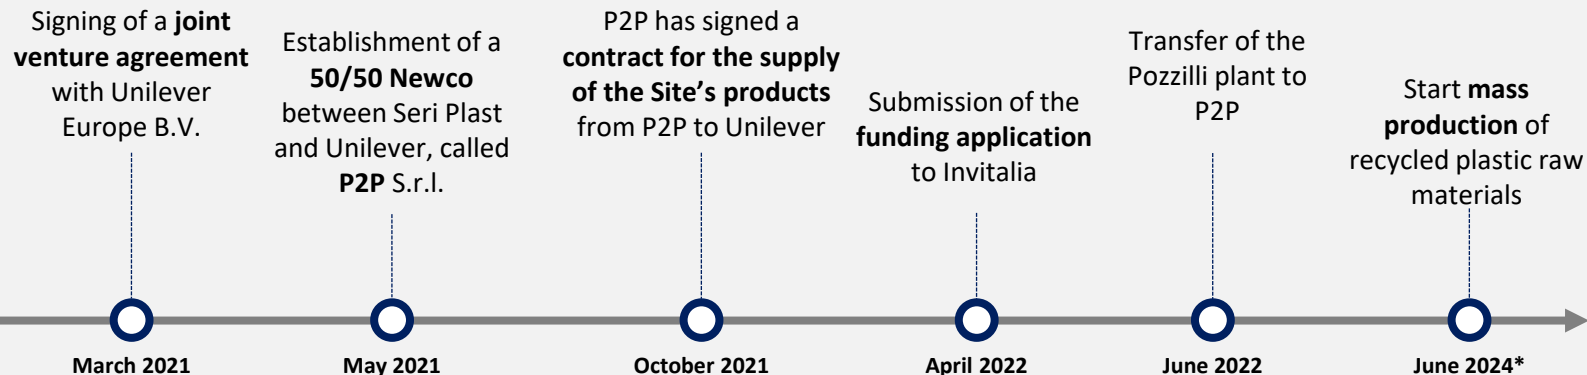 Signing of a joint
venture agreement
with Unilever
Europe B.V.
Establishment of a
50/50 Newco
between Seri Plast
and Unilever, called
P2P S.r.l.
P2P has signed a
contract for the supply
of the Site’s products
from P2P to Unilever
Submission of the
funding application
to Invitalia
Transfer of the
Pozzilli plant to
P2P
Start mass
production of
recycled plastic raw
materials
March 2021
May 2021
October 2021
April 2022
June 2022
June 2024*